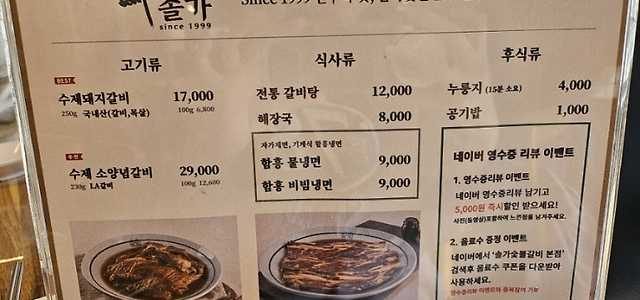 솔가
since 1999
Since 1999
고기류
BEST
수제돼지갈비 17,000
250g 국내산(갈비,목살) 100g 6,800
추천
수제 소양념갈비 29,000
230g LA갈비 100g 12,600
식사류
전통 갈비탕 12,000
해장국 8,000
자가제면, 기계식 함흥냉면
함흥 물냉면 9,000
함흥 비빔냉면 9,000
후식류
누룽지 (15분 소요) 4,000
공기밥 1,000
네이버 영수증 리뷰 이벤트
1. 영수증리뷰 이벤트
네이버 영수증리뷰 남기고
5,000원 즉시할인 받으세요!
사진(동영상)포함하여 느낀점을 남겨주세요.
2. 음료수 증정 이벤트
네이버에서 '솔가숯불갈비 본점'
검색후 음료수 쿠폰을 다운받아
사용하세요.
영수증리뷰 이벤트와 중복참여 가능